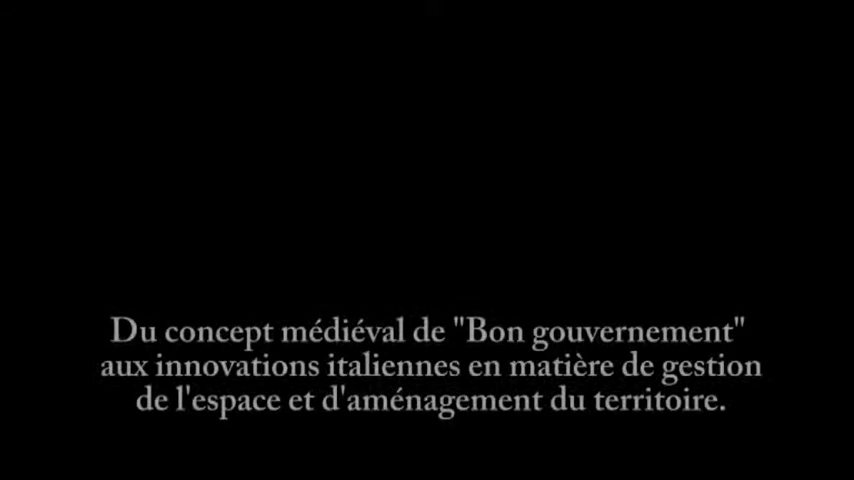 Du concept médiéval de "Bon gouvernement"
aux innovations italiennes en matière de gestion
de l'espace et d'aménagement du territoire.